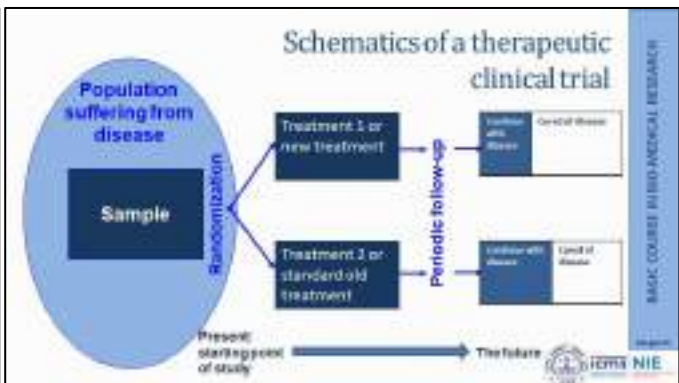 Schematics of a therapeutic
clinical trial
Population
suffering from
disease
Sample
Randomization
Treatment 1 or
new treatment
Treatment 2 or
standard old
treatment
Periodic follow-up
Continue
with
disease
Cured of disease
Continue with
disease
Cured of
disease
Present:
starting point
of study
The future
BASIC COURSE IN BIO-MEDICAL RESEARCH
icmr NIE